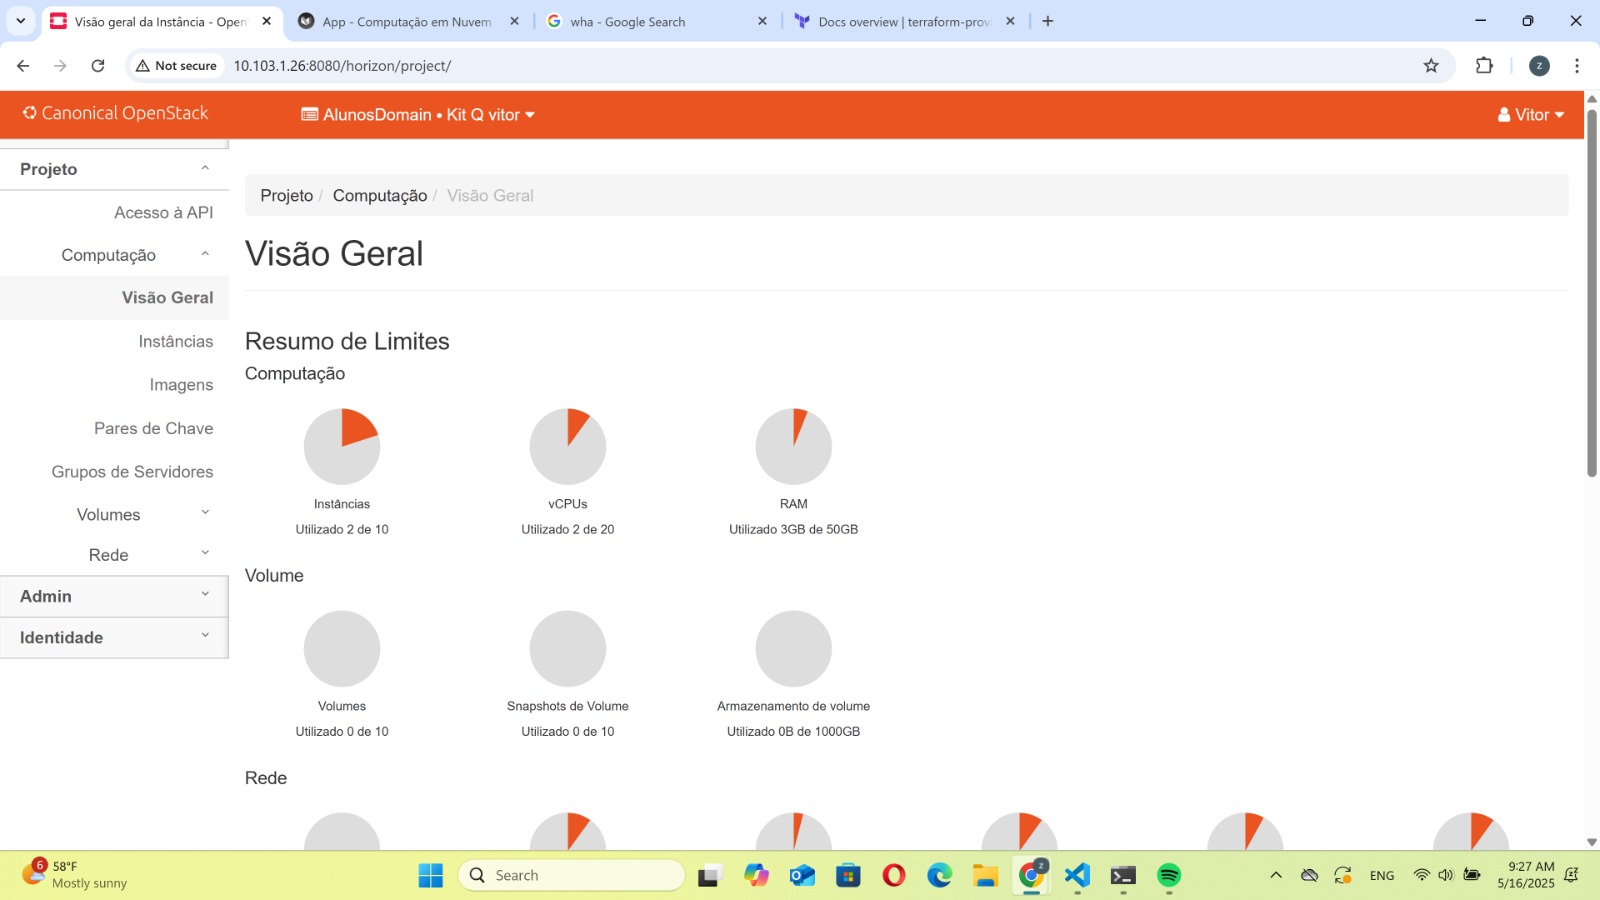 Visão geral da Instância - Open
App - Computação em Nuvem
wha - Google Search
Docs overview | terraform-prov
Not secure
10.103.1.26:8080/horizon/project/
z
Canonical OpenStack
AlunosDomain • Kit Q vitor
Vitor
Projeto
Acesso à API
Computação
Visão Geral
Instâncias
Imagens
Pares de Chave
Grupos de Servidores
Volumes
Rede
Admin
Identidade
Projeto / Computação / Visão Geral
Visão Geral
Resumo de Limites
Computação
Instâncias
Utilizado 2 de 10
vCPUs
Utilizado 2 de 20
RAM
Utilizado 3GB de 50GB
Volume
Volumes
Utilizado 0 de 10
Snapshots de Volume
Utilizado 0 de 10
Armazenamento de volume
Utilizado 0B de 1000GB
Rede
6
58°F
Mostly sunny
Search
z
ENG
9:27 AM
5/16/2025